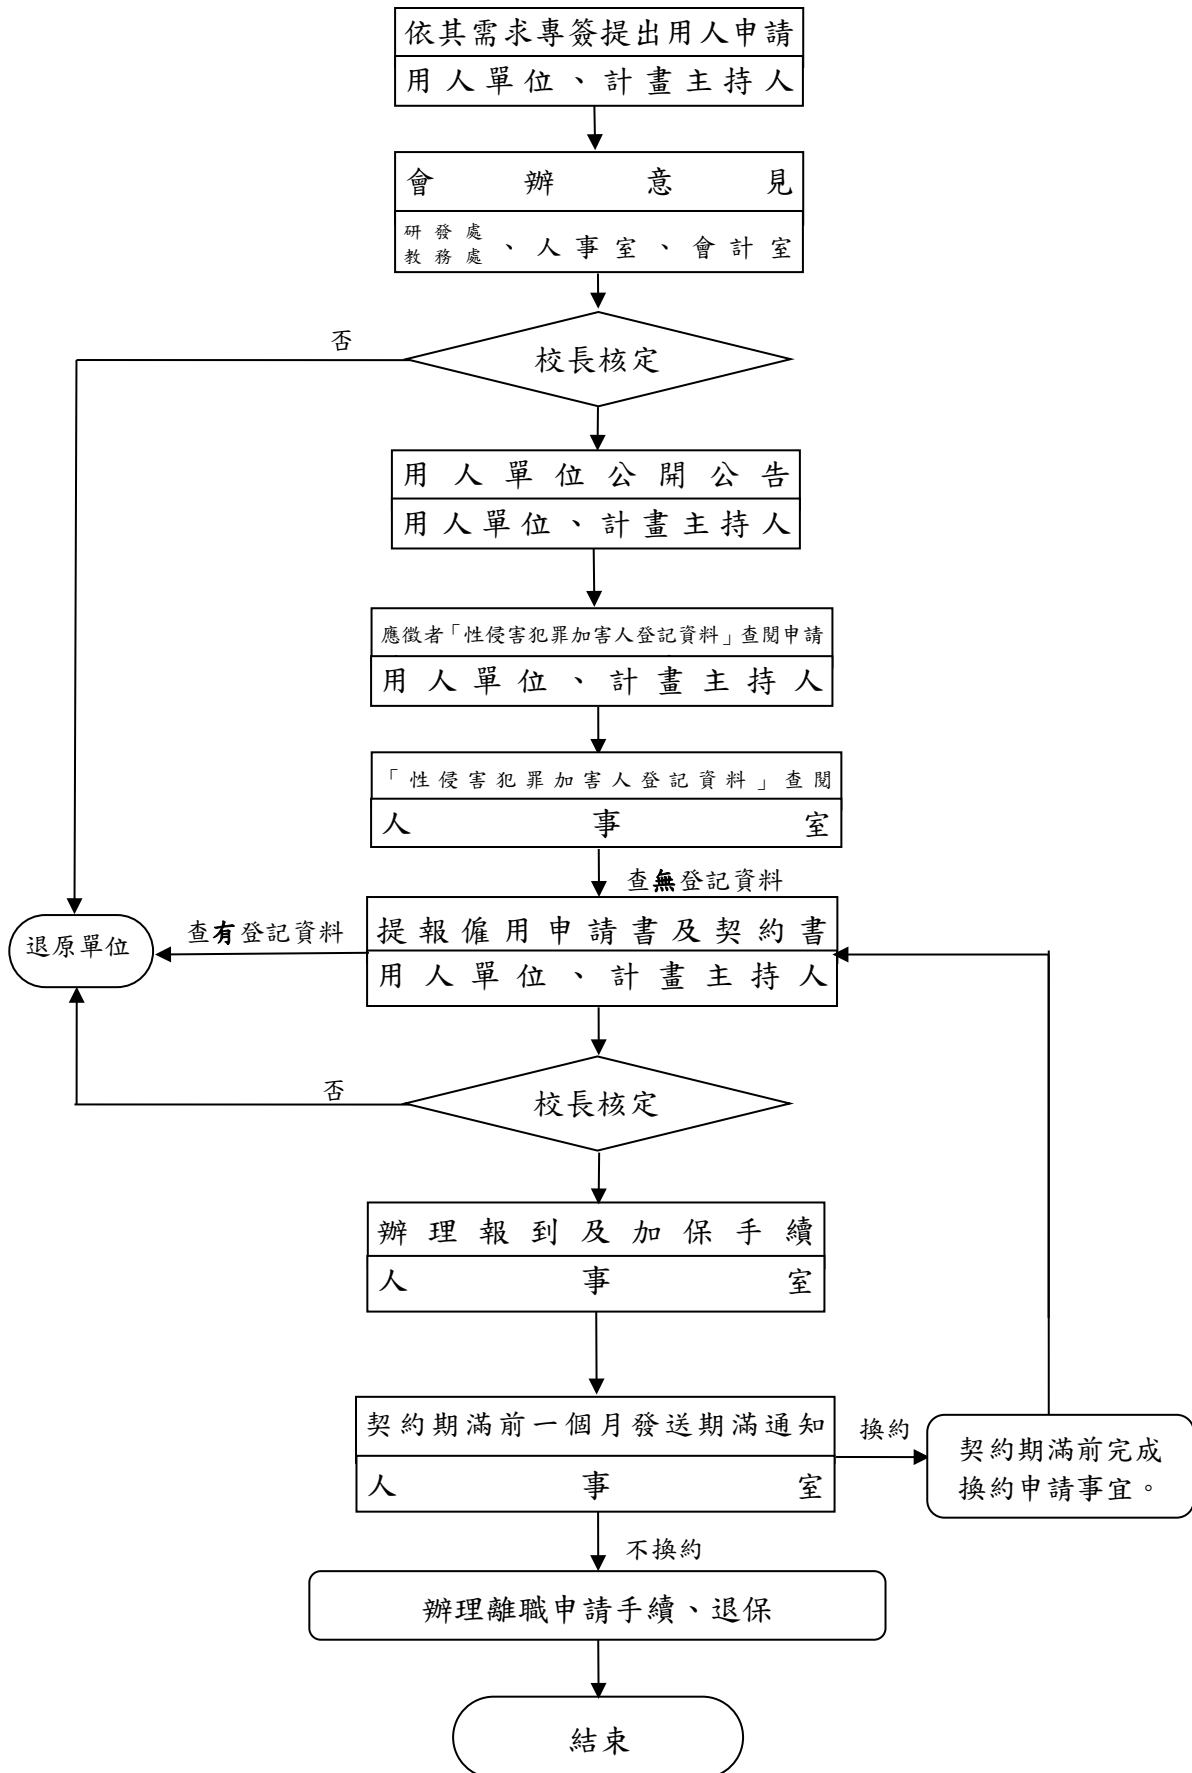 依其需求專簽提出用人申請
用人單位、計畫主持人
會辦意見
研發處
教務處、人事室、會計室
否
校長核定
用人單位公開公告
用人單位、計畫主持人
應徵者「性侵害犯罪加害人登記資料」查閱申請
用人單位、計畫主持人
「性侵害犯罪加害人登記資料」查閱
人事室
查無登記資料
退原單位
查有登記資料
提報僱用申請書及契約書
用人單位、計畫主持人
否
校長核定
辦理報到及加保手續
人事室
契約期滿前一個月發送期滿通知
人事室
換約
契約期滿前完成
換約申請事宜。
不換約
辦理離職申請手續、退保
結束